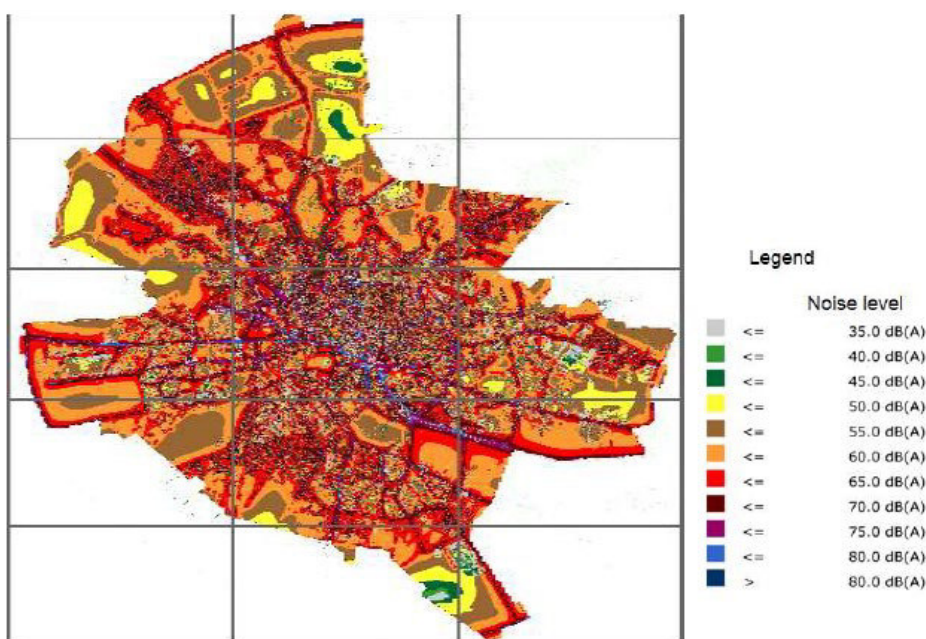 Legend
Noise level
<= 35.0 dB(A)
<= 40.0 dB(A)
<= 45.0 dB(A)
<= 50.0 dB(A)
<= 55.0 dB(A)
<= 60.0 dB(A)
<= 65.0 dB(A)
<= 70.0 dB(A)
<= 75.0 dB(A)
<= 80.0 dB(A)
> 80.0 dB(A)